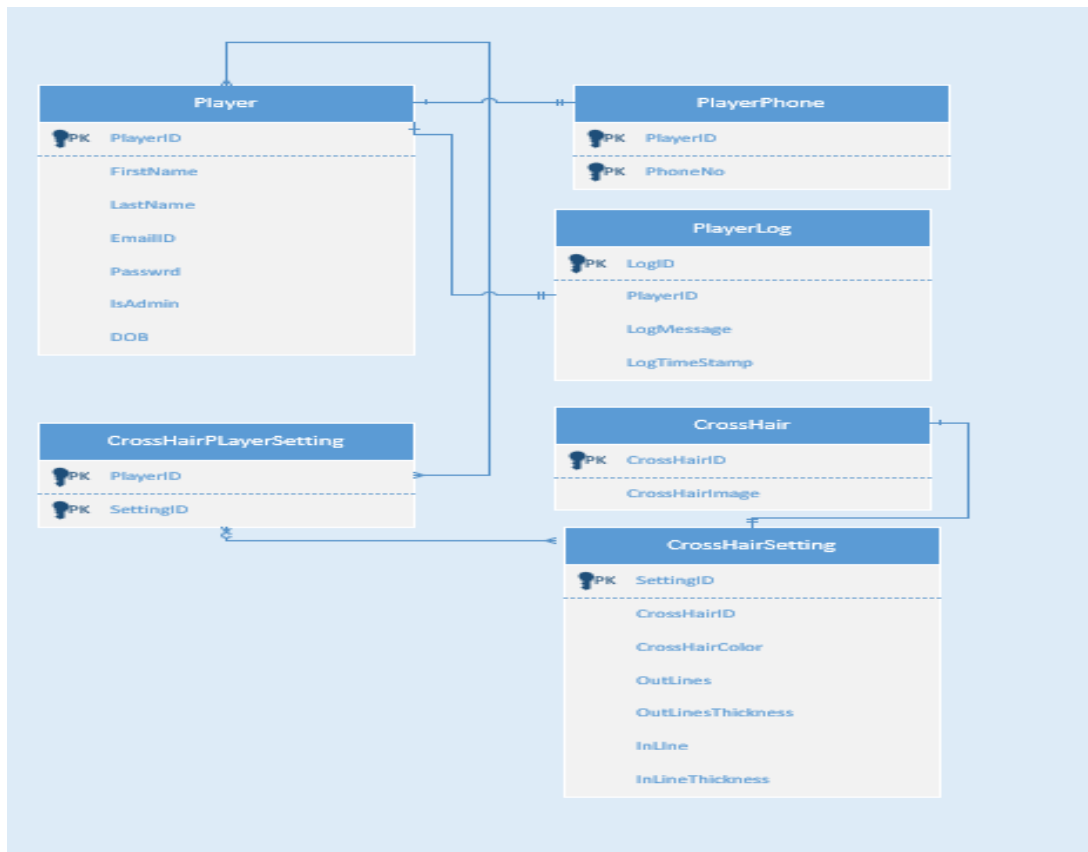 Player
PK PlayerID
FirstName
LastName
EmailID
Passwrd
IsAdmin
DOB
PlayerPhone
PK PlayerID
PK PhoneNo
PlayerLog
PK LogID
PlayerID
LogMessage
LogTimeStamp
CrossHairPLayerSetting
PK PlayerID
PK SettingID
CrossHair
PK CrossHairID
CrossHairImage
CrossHairSetting
PK SettingID
CrossHairID
CrossHairColor
OutLines
OutLinesThickness
InLIne
InLineThickness